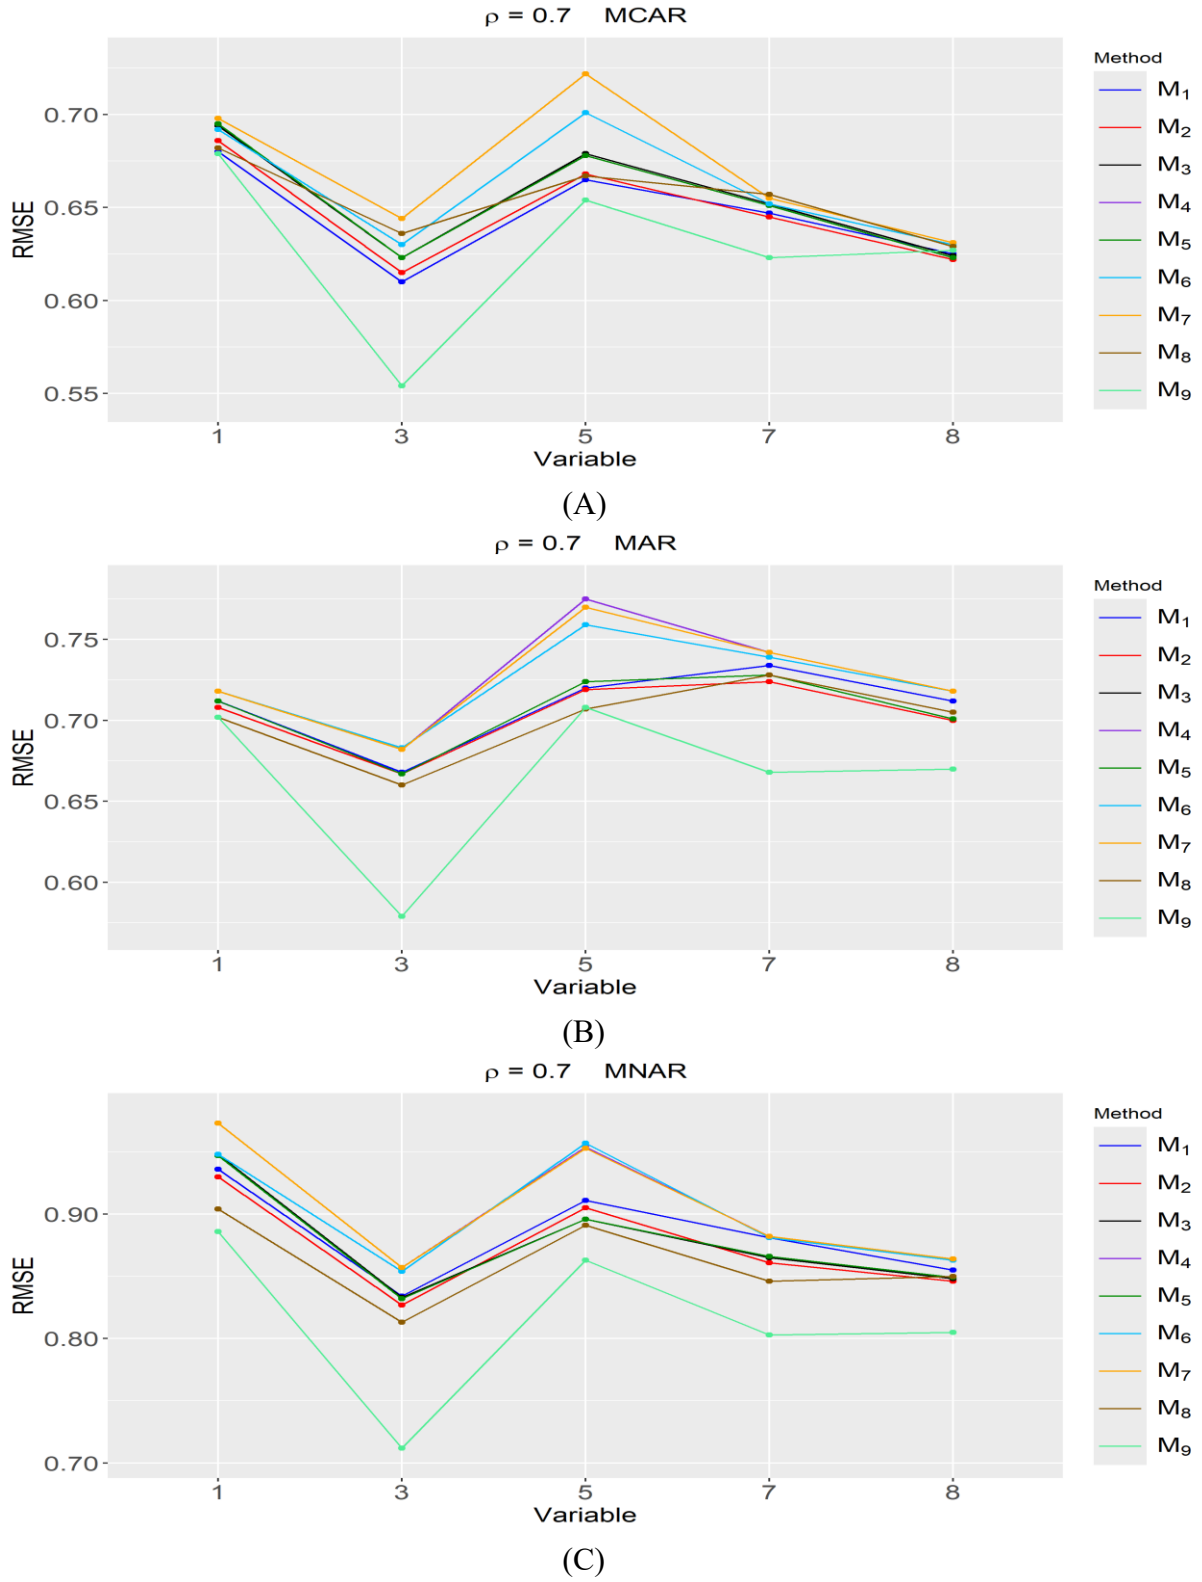 ρ = 0.7 MCAR
RMSE
0.70
0.65
0.60
0.55
1 3 5 7 8
Variable
Method
M1
M2
M3
M4
M5
M6
M7
M8
M9
(A)
ρ = 0.7 MAR
RMSE
0.75
0.70
0.65
0.60
1 3 5 7 8
Variable
Method
M1
M2
M3
M4
M5
M6
M7
M8
M9
(B)
ρ = 0.7 MNAR
RMSE
0.90
0.80
0.70
1 3 5 7 8
Variable
Method
M1
M2
M3
M4
M5
M6
M7
M8
M9
(C)